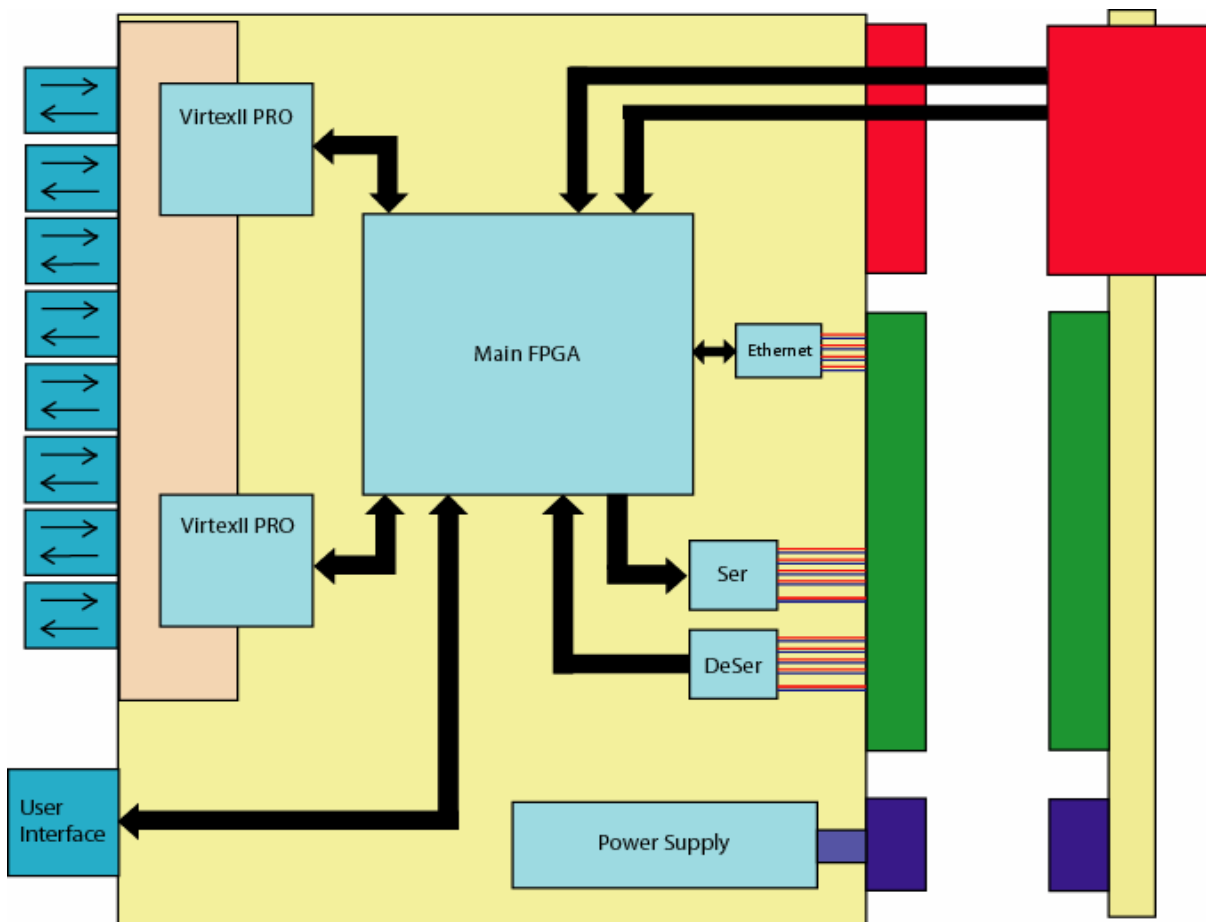 VirtexII PRO
Main FPGA
Ethernet
VirtexII PRO
Ser
DeSer
User
Interface
Power Supply